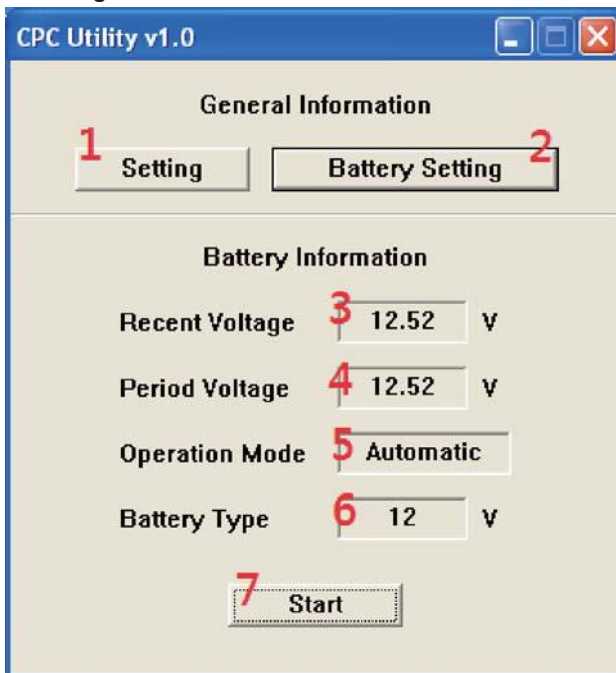 CPC Utility v1.0
General Information
1 Setting
Battery Setting 2
Battery Information
Recent Voltage 3 12.52 V
Period Voltage 4 12.52 V
Operation Mode 5 Automatic
Battery Type 6 12 V
7 Start